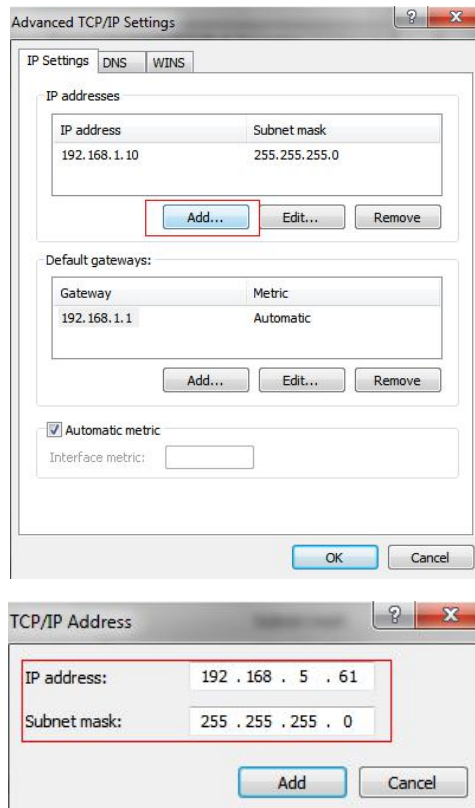 Advanced TCP/IP Settings
IP Settings DNS WINS
IP addresses
IP address Subnet mask
192.168.1.10 255.255.255.0
Add... Edit... Remove
Default gateways:
Gateway Metric
192.168.1.1 Automatic
Add... Edit... Remove
Automatic metric
Interface metric:
OK Cancel
TCP/IP Address
IP address: 192 . 168 . 5 . 61
Subnet mask: 255 . 255 . 255 . 0
Add Cancel